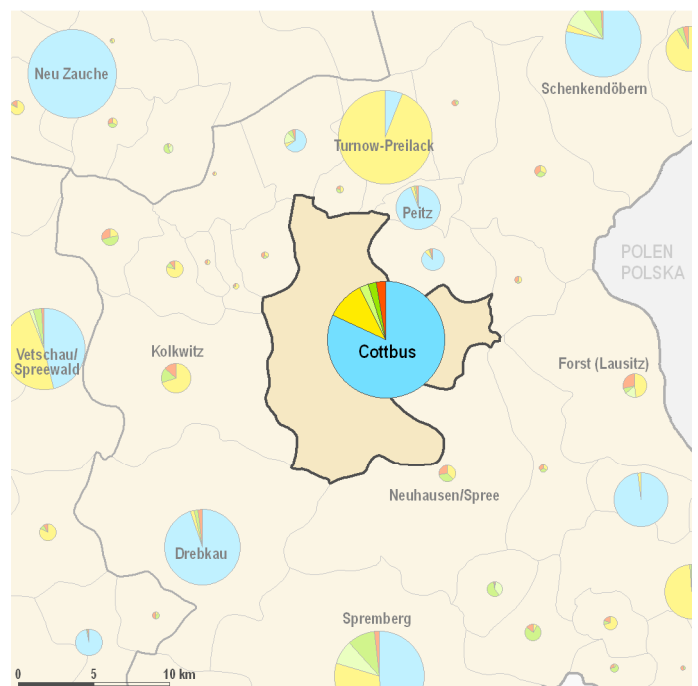 Neu Zauche
Schenkendöbern
Turnow-Preilack
Peitz
POLEN
POLSKA
Vetschau/
Spreewald
Kolkwitz
Cottbus
Forst (Lausitz)
Neuhausen/Spree
Drebkau
Spremberg
0 5 10 km